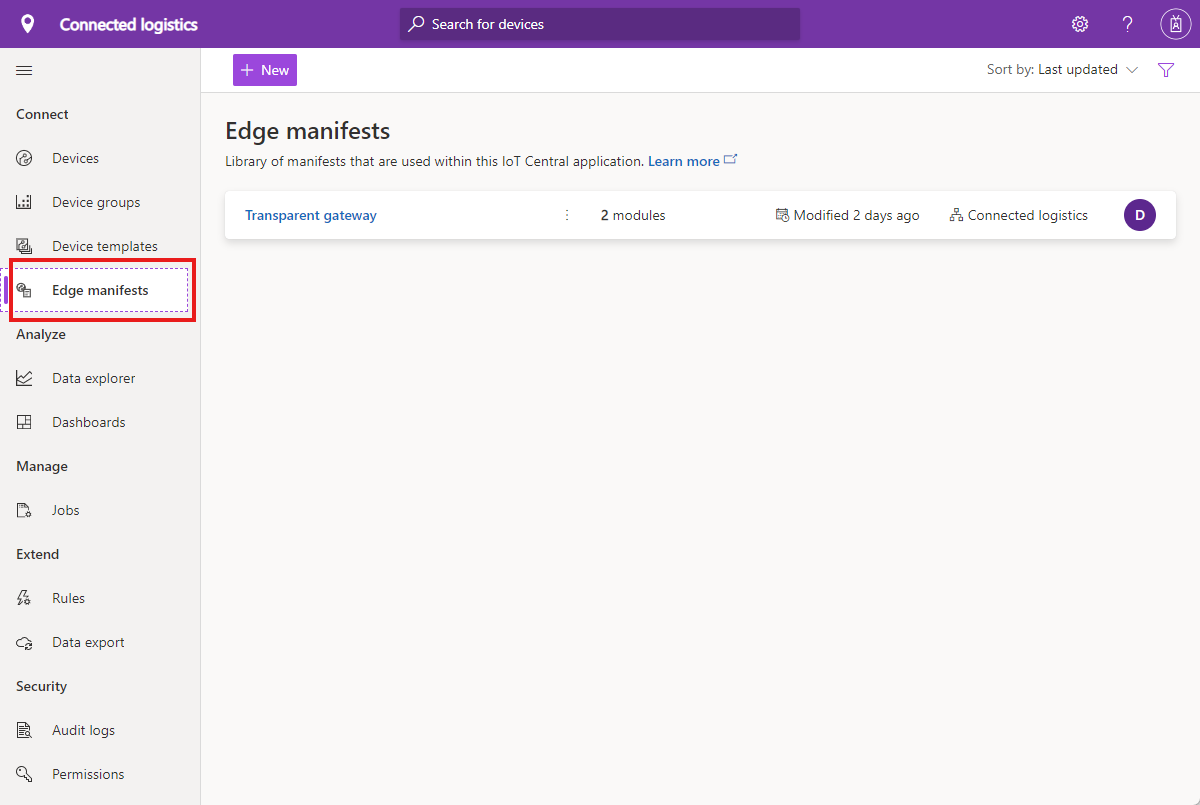 Connected logistics
Search for devices
?
Connect
Devices
Device groups
Device templates
Edge manifests
Analyze
Data explorer
Dashboards
Manage
Jobs
Extend
Rules
Data export
Security
Audit logs
Permissions
+ New
Sort by: Last updated
Edge manifests
Library of manifests that are used within this IoT Central application. Learn more
Transparent gateway 2 modules Modified 2 days ago Connected logistics D